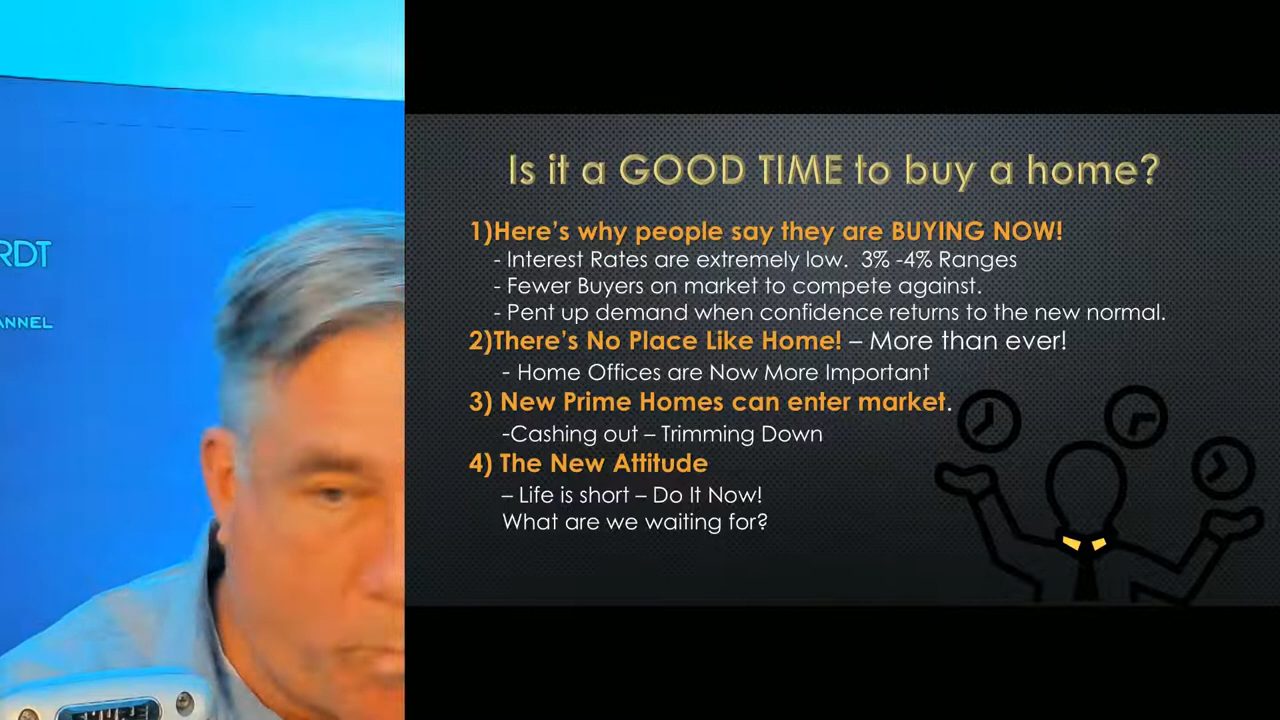 RDT
ANNEL
SHURE
Is it a GOOD TIME to buy a home?
1)Here's why people say they are BUYING NOW!
- Interest Rates are extremely low.  3% -4% Ranges
- Fewer Buyers on market to compete against.
- Pent up demand when confidence returns to the new normal.
2)There's No Place Like Home! – More than ever!
- Home Offices are Now More Important
3) New Prime Homes can enter market.
-Cashing out – Trimming Down
4) The New Attitude
– Life is short – Do It Now!
What are we waiting for?